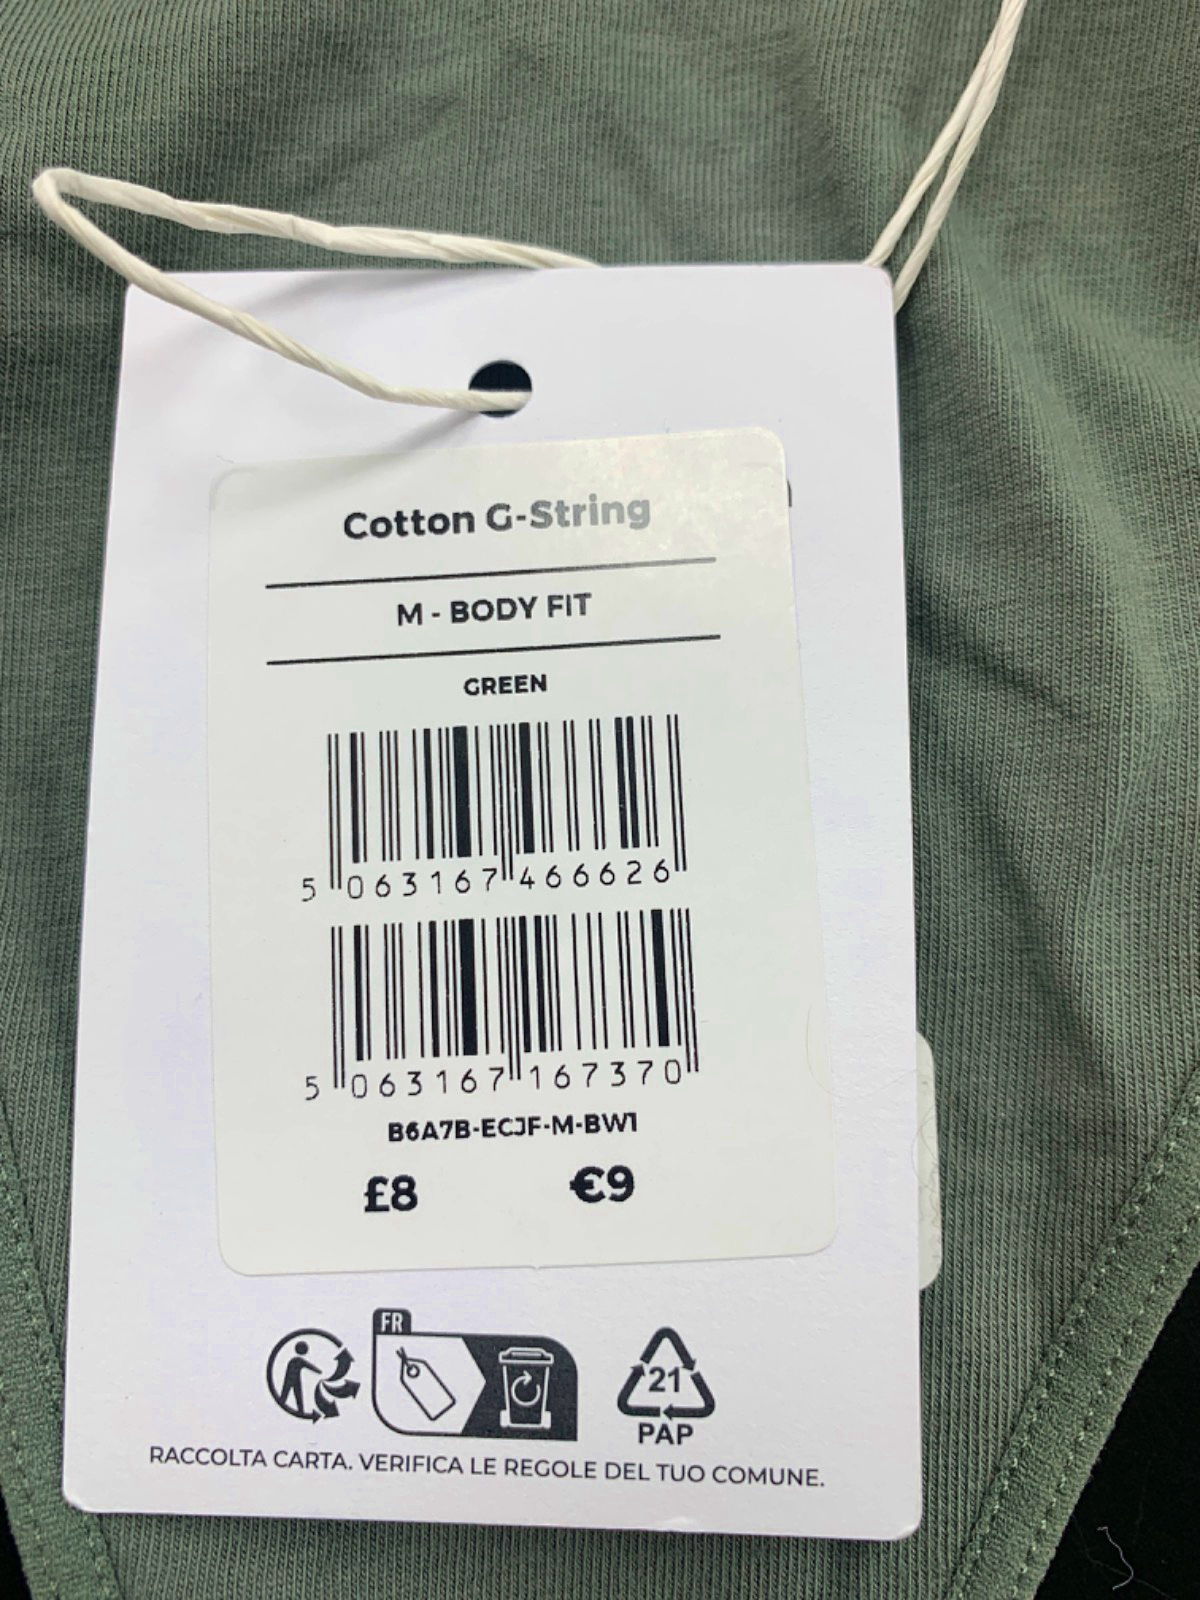 Cotton G-String
M - BODY FIT
GREEN
5 063167 466626
5 063167 167370
B6A7B-ECJF-M-BW1
£8 €9
FR
21
PAP
RACCOLTA CARTA. VERIFICA LE REGOLE DEL TUO COMUNE.